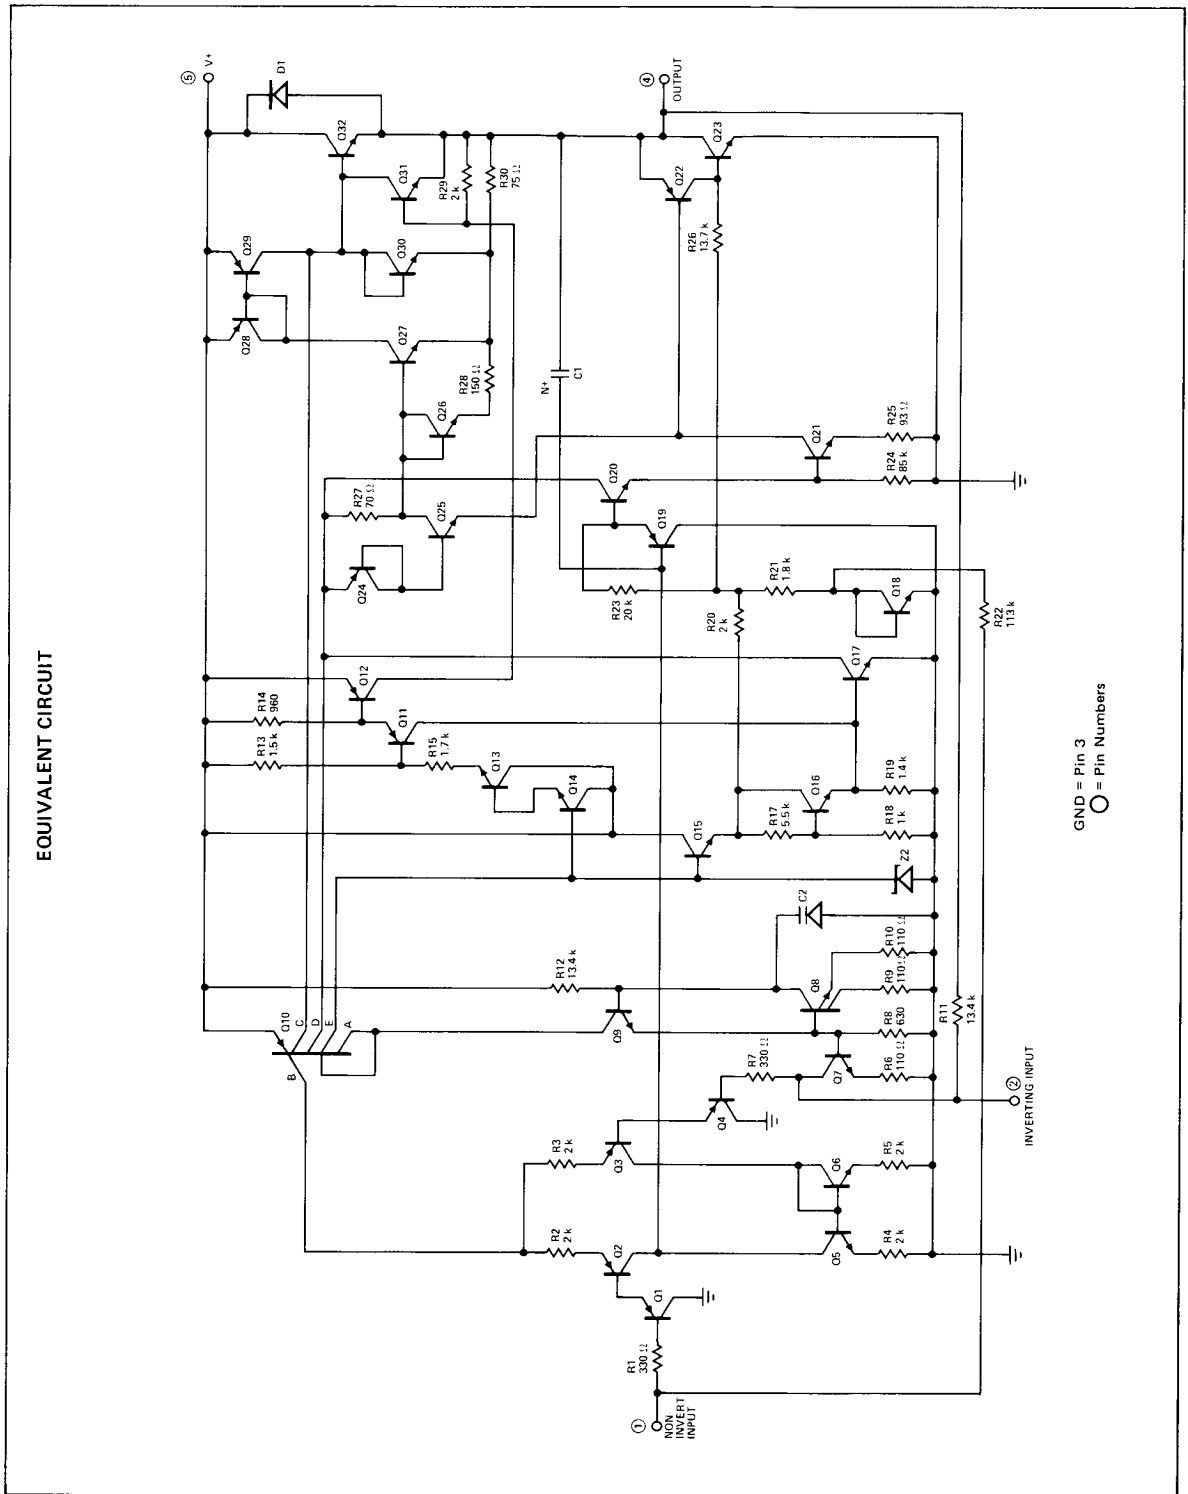 EQUIVALENT CIRCUIT
⑤
V+
D1
Q32
Q31
R29
2 k
R30
75 Ω
Q29
Q30
Q28
Q27
R28
150 Ω
Q26
R27
70 Ω
Q25
Q24
N+
C1
④
OUTPUT
Q23
Q22
R26
13.7 k
Q21
R25
93 Ω
R24
85 k
Q20
Q19
R23
20 k
R21
1.8 k
R20
2 k
Q18
R22
113 k
Q17
Q12
R14
960
R13
1.5 k
Q11
R15
1.7 k
Q13
Q14
Q15
Q16
R17
5.5 k
R19
1.4 k
R18
1 k
Z2
C2
R12
13.4 k
Q10
C
D
E
A
B
Q9
Q8
R10
110 Ω
R9
110 Ω
R8
630
R11
13.4 k
R7
330 Ω
Q7
R6
110 Ω
Q4
②
INVERTING INPUT
R3
2 k
Q3
Q6
R5
2 k
R2
2 k
Q2
Q5
R4
2 k
Q1
R1
330 Ω
①
NON
INVERT
INPUT
GND = Pin 3
= Pin Numbers